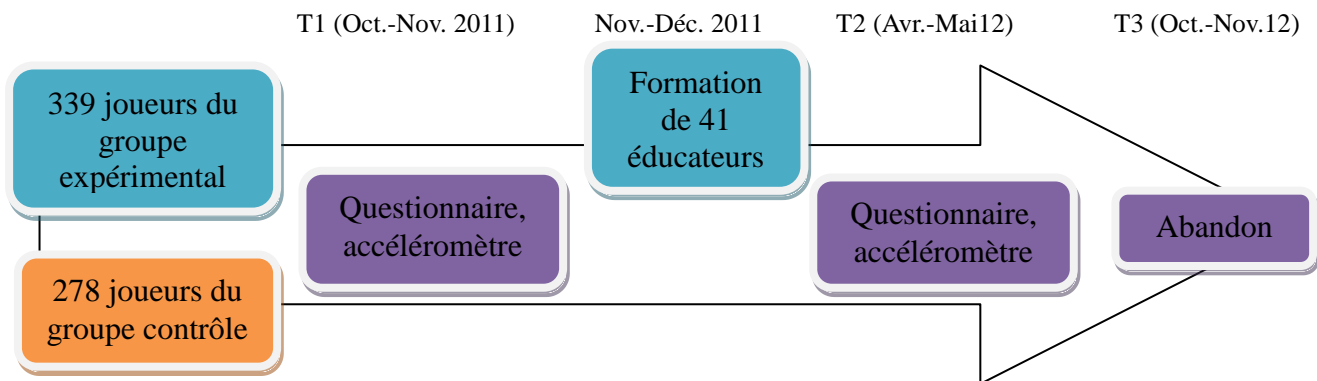 T1 (Oct.-Nov. 2011)
Nov.-Déc. 2011
T2 (Avr.-Mai12)
T3 (Oct.-Nov.12)
339 joueurs du
groupe
expérimental
Formation
de 41
éducateurs
Questionnaire,
accéléromètre
Questionnaire,
accéléromètre
Abandon
278 joueurs du
groupe contrôle